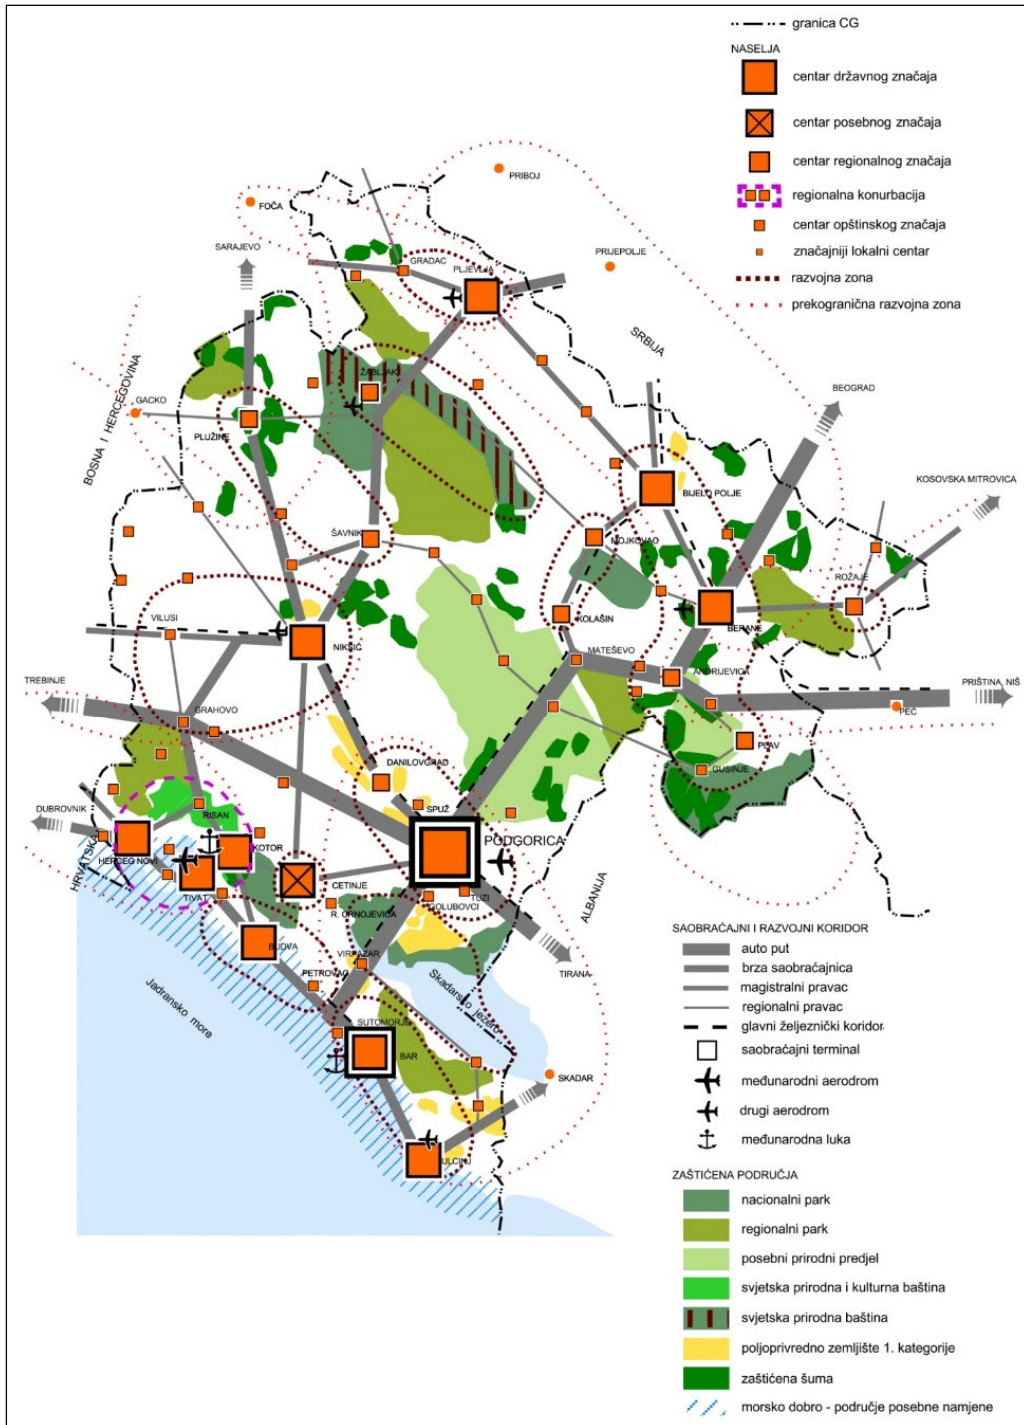 granica CG
NASELJA
centar državnog značaja
centar posebnog značaja
centar regionalnog značaja
regionalna konurbacija
centar opštinskog značaja
značajniji lokalni centar
razvojna zona
prekogranična razvojna zona
PRIBOJ
FOČA
PRIJEPOLJE
SARAJEVO
GRADAC
PLJEVLJA
SRBIJA
BEOGRAD
BOSNA I HERCEGOVINA
ŽABLJAK
GACKO
PLUŽINE
KOSOVSKA MITROVICA
BIJELO POLJE
ŠAVNIK
MOJKOVAC
ROŽAJE
VILUSI
KOLAŠIN
BERANE
NIKŠIĆ
MATEŠEVO
ANDRIJEVICA
TREBINJE
PRIŠTINA, NIŠ
PEĆ
GRAHOVO
PLAV
DANILOVGRAD
GUSINJE
SPUŽ
DUBROVNIK
RISAN
HRVATSKA
PODGORICA
HERCEG NOVI
KOTOR
TIVAT
CETINJE
TUZI
GOLUBOVCI
ALBANIJA
R. CRNOJEVIĆA
BUDVA
VIRPAZAR
TIRANA
PETROVAC
Skadarsko jezero
Jadransko more
SUTOMORJE
BAR
SKADAR
ULCINJ
SAOBRAĆAJNI I RAZVOJNI KORIDOR
auto put
brza saobraćajnica
magistralni pravac
regionalni pravac
glavni željeznički koridor
saobraćajni terminal
međunarodni aerodrom
drugi aerodrom
međunarodna luka
ZAŠTIĆENA PODRUČJA
nacionalni park
regionalni park
posebni prirodni predjel
svjetska prirodna i kulturna baština
svjetska prirodna baština
poljoprivredno zemljište 1. kategorije
zaštićena šuma
morsko dobro - područje posebne namjene